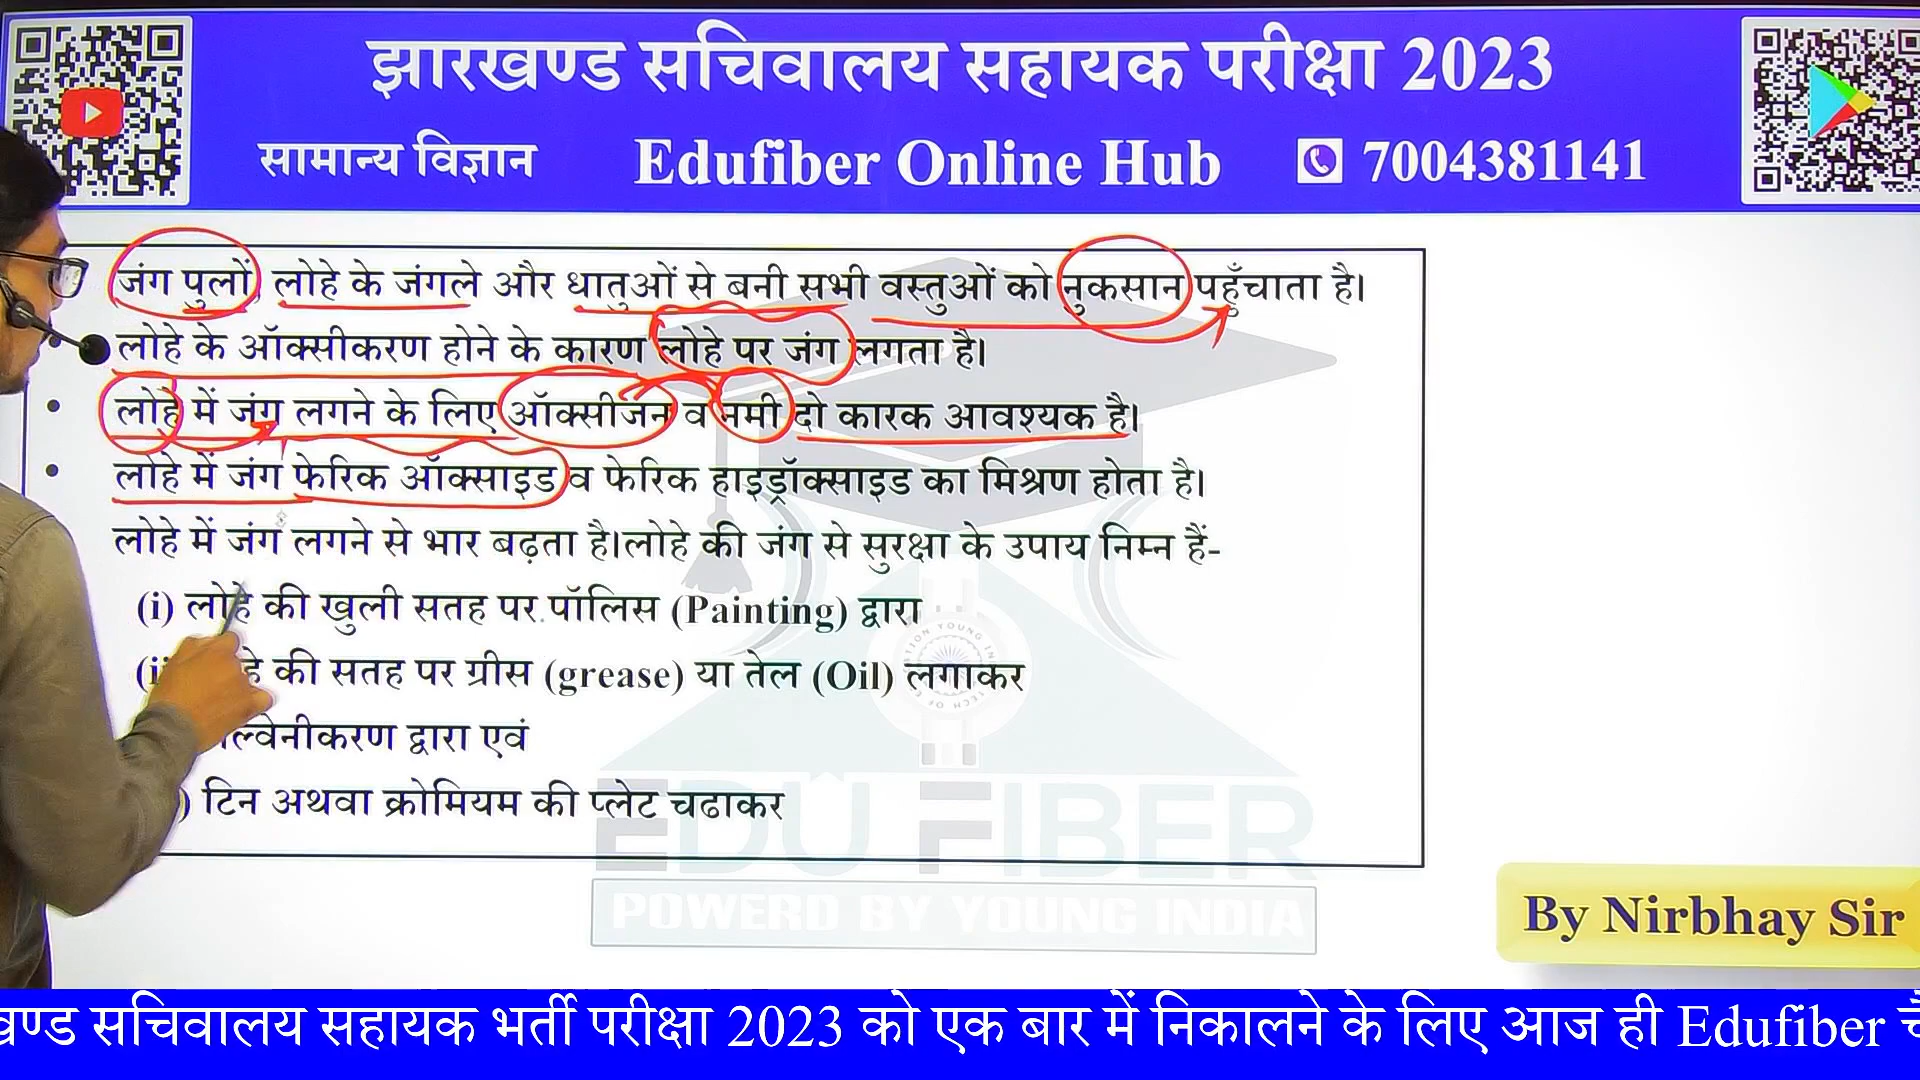 झारखण्ड सचिवालय सहायक परीक्षा 2023
सामान्य विज्ञान Edufiber Online Hub 7004381141
जंग पुलों, लोहे के जंगले और धातुओं से बनी सभी वस्तुओं को नुकसान पहुँचाता है।
लोहे के ऑक्सीकरण होने के कारण लोहे पर जंग लगता है।
• लोहे में जंग लगने के लिए ऑक्सीजन व नमी दो कारक आवश्यक है।
• लोहे में जंग फेरिक ऑक्साइड व फेरिक हाइड्रॉक्साइड का मिश्रण होता है।
लोहे में जंग लगने से भार बढ़ता है।लोहे की जंग से सुरक्षा के उपाय निम्न हैं-
(i) लोहे की खुली सतह पर पॉलिस (Painting) द्वारा
की सतह पर ग्रीस (grease) या तेल (Oil) लगाकर
द्वारा एवं
) टिन अथवा क्रोमियम की प्लेट चढाकर
EDU FIBER
POWERD BY YOUNG INDIA
By Nirbhay Sir
सचिवालय सहायक भर्ती परीक्षा 2023 को एक बार में निकालने के लिए आज ही Edufiber